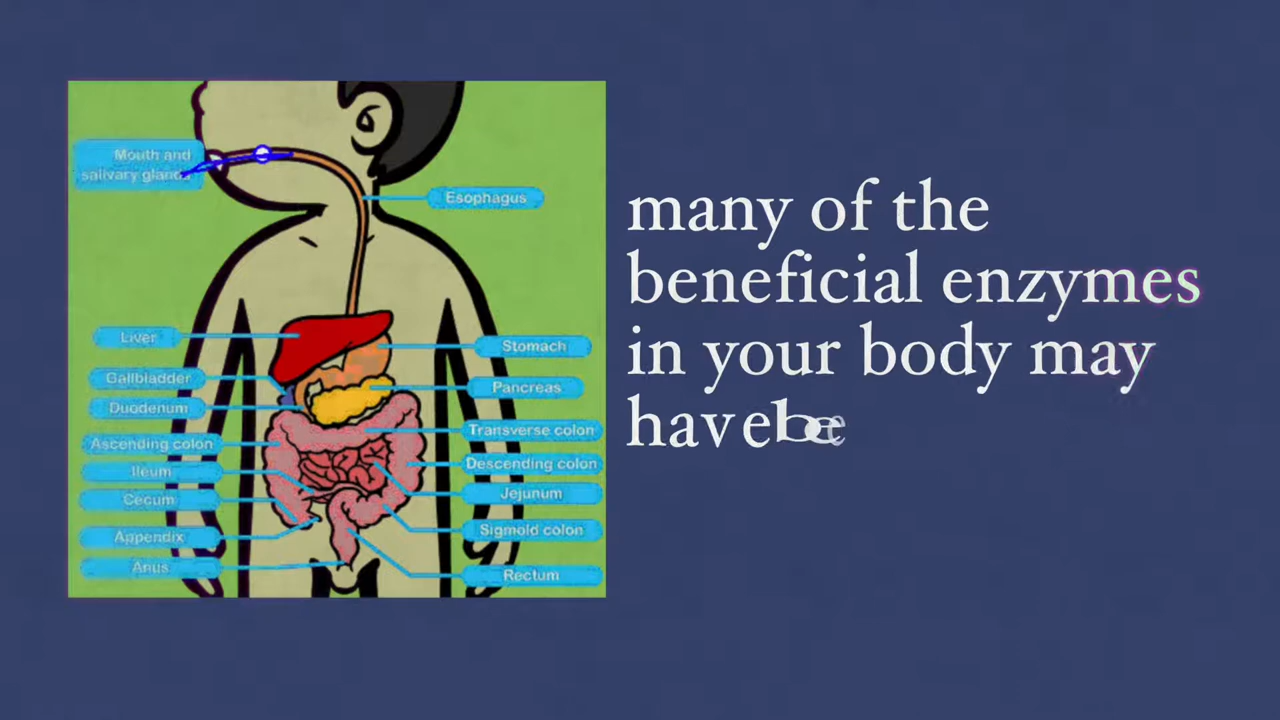 Mouth and
salivary glands
Esophagus
Liver
Stomach
Gallbladder
Pancreas
Duodenum
Transverse colon
Ascending colon
Descending colon
Ileum
Jejunum
Cecum
Sigmoid colon
Appendix
Anus
Rectum
many of the
beneficial enzymes
in your body may
have